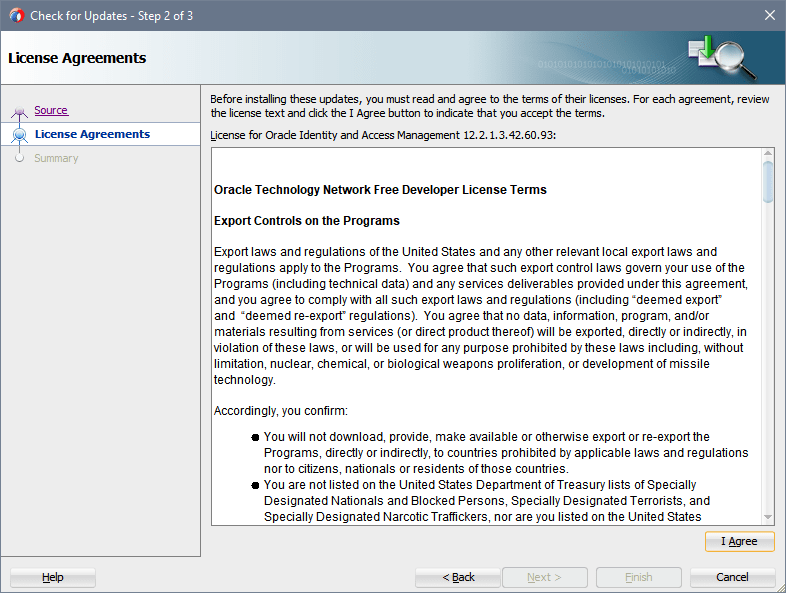 Check for Updates - Step 2 of 3
License Agreements
Source
License Agreements
Summary
Before installing these updates, you must read and agree to the terms of their licenses. For each agreement, review
the license text and click the I Agree button to indicate that you accept the terms.
License for Oracle Identity and Access Management 12.2.1.3.42.60.93:
Oracle Technology Network Free Developer License Terms
Export Controls on the Programs
Export laws and regulations of the United States and any other relevant local export laws and
regulations apply to the Programs.  You agree that such export control laws govern your use of the
Programs (including technical data) and any services deliverables provided under this agreement,
and you agree to comply with all such export laws and regulations (including “deemed export”
and  “deemed re-export” regulations).  You agree that no data, information, program, and/or
materials resulting from services (or direct product thereof) will be exported, directly or indirectly, in
violation of these laws, or will be used for any purpose prohibited by these laws including, without
limitation, nuclear, chemical, or biological weapons proliferation, or development of missile
technology.
Accordingly, you confirm:
● You will not download, provide, make available or otherwise export or re-export the
Programs, directly or indirectly, to countries prohibited by applicable laws and regulations
nor to citizens, nationals or residents of those countries.
● You are not listed on the United States Department of Treasury lists of Specially
Designated Nationals and Blocked Persons, Specially Designated Terrorists, and
Specially Designated Narcotic Traffickers, nor are you listed on the United States
I Agree
Help
< Back
Next >
Finish
Cancel